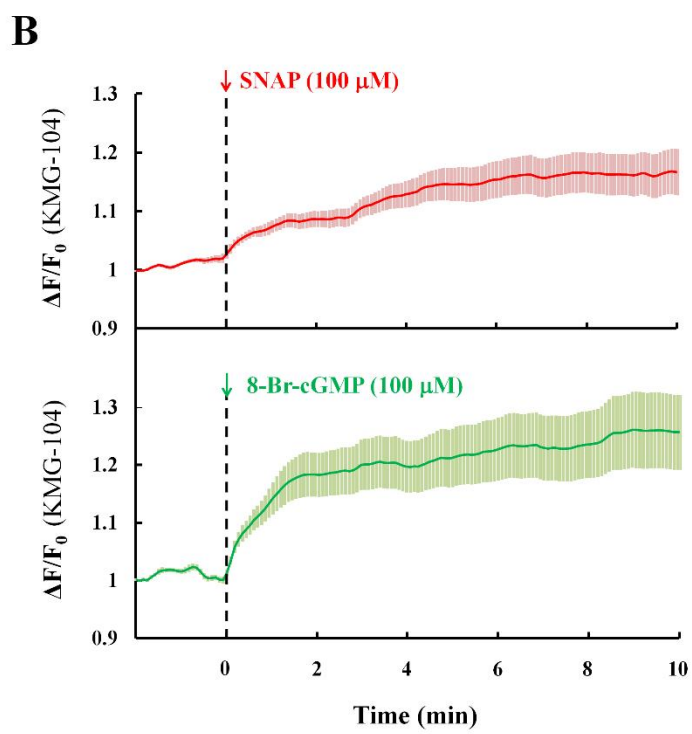 B
SNAP (100 μM)
1.3
1.2
1.1
1
0.9
ΔF/F0 (KMG-104)
8-Br-cGMP (100 μM)
1.3
1.2
1.1
1
0.9
ΔF/F0 (KMG-104)
0 2 4 6 8 10
Time (min)